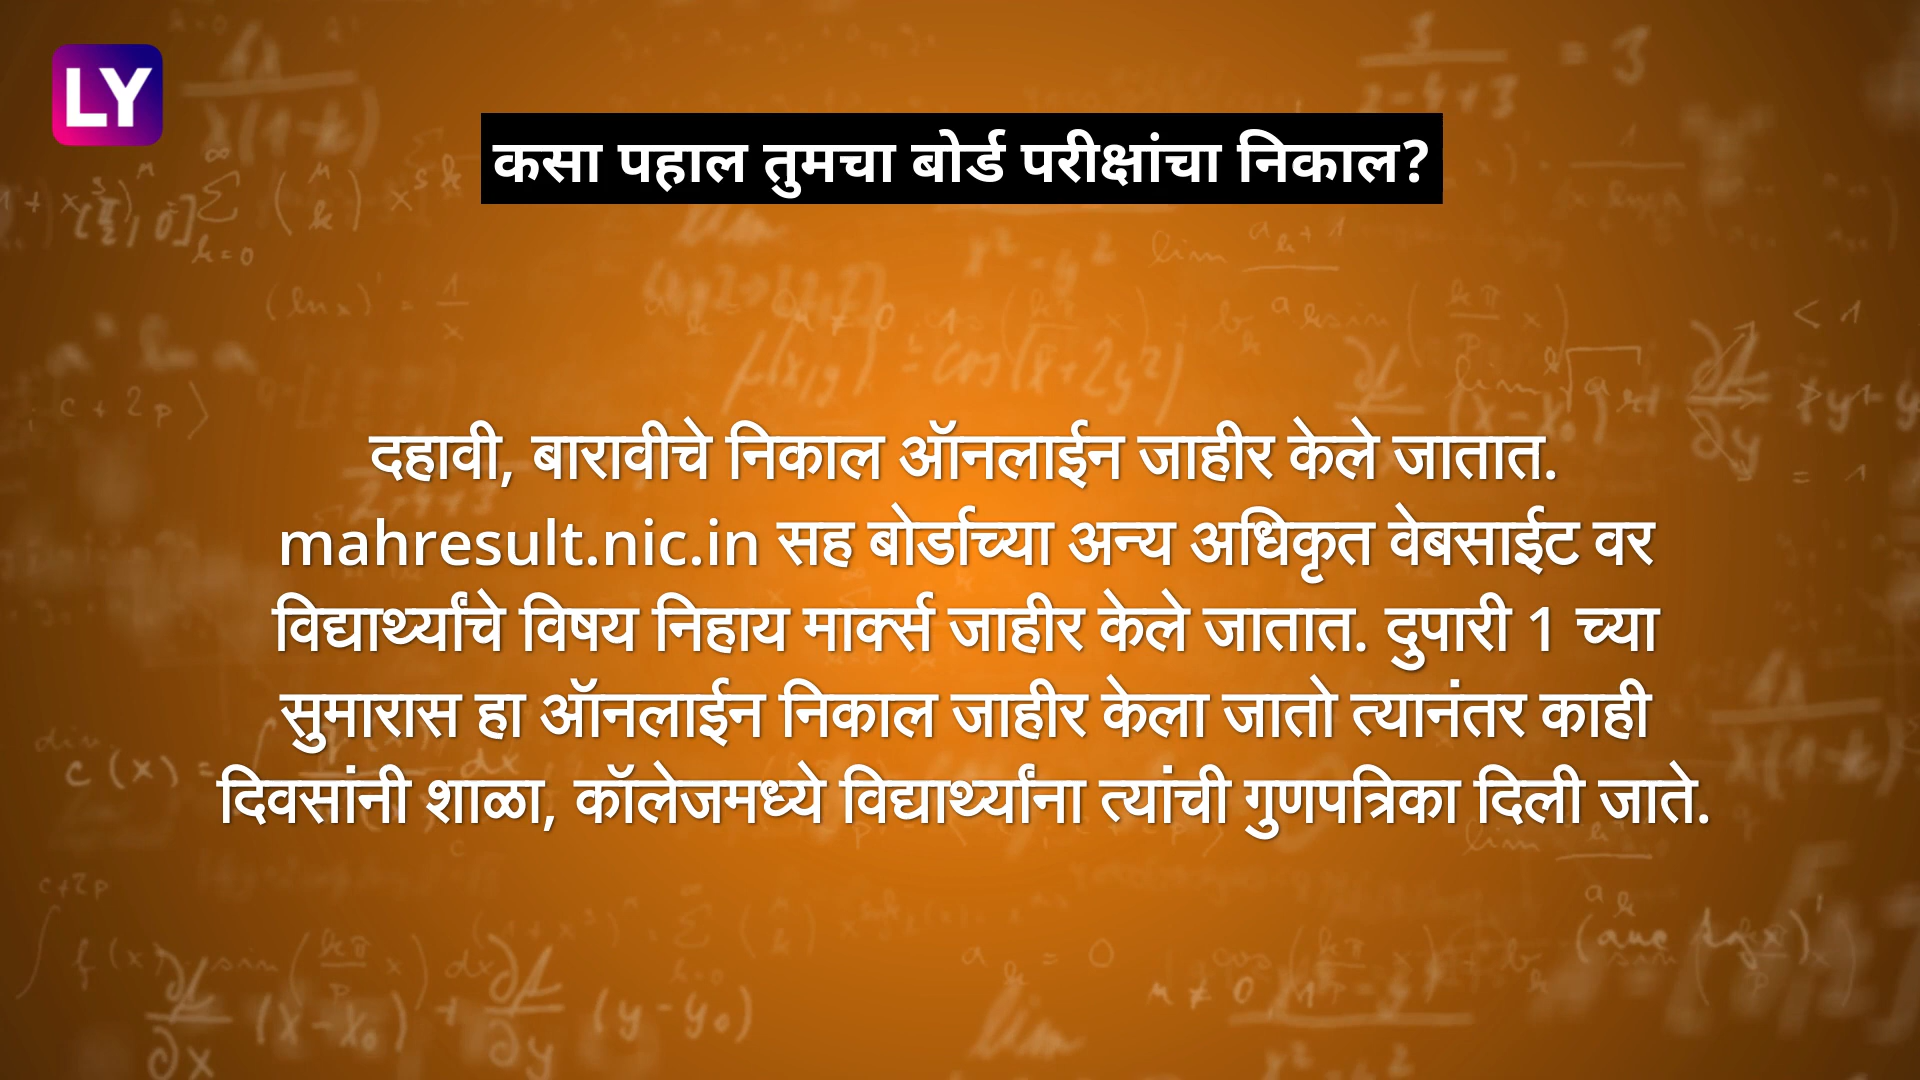 LY
कसा पहाल तुमचा बोर्ड परीक्षांचा निकाल?
दहावी, बारावीचे निकाल ऑनलाईन जाहीर केले जातात.
mahresult.nic.in सह बोर्डाच्या अन्य अधिकृत वेबसाईट वर
विद्यार्थ्यांचे विषय निहाय मार्क्स जाहीर केले जातात. दुपारी 1 च्या
सुमारास हा ऑनलाईन निकाल जाहीर केला जातो त्यानंतर काही
दिवसांनी शाळा, कॉलेजमध्ये विद्यार्थ्यांना त्यांची गुणपत्रिका दिली जाते.